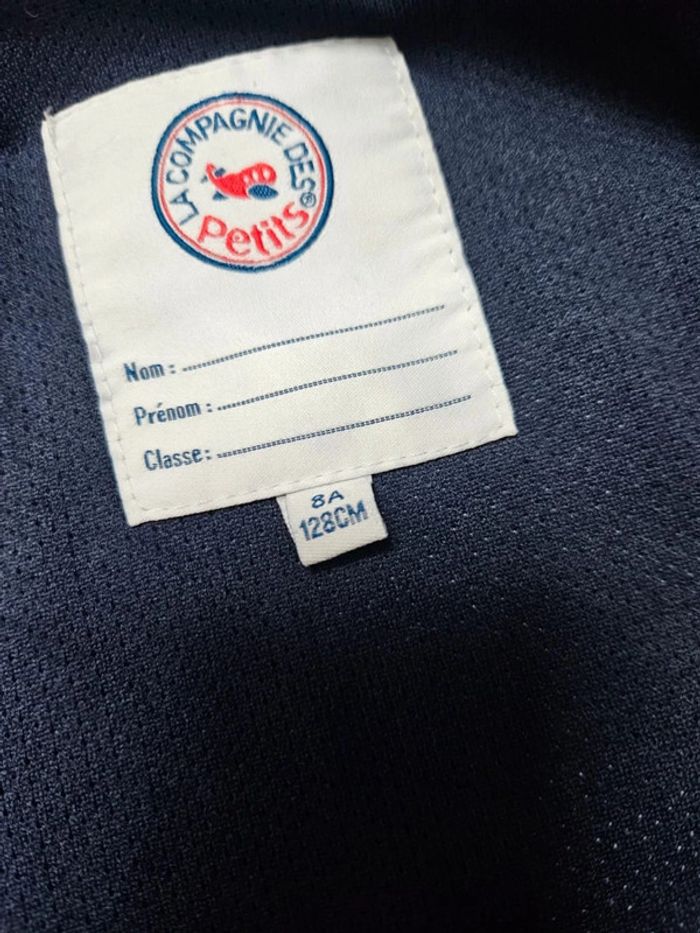 LA COMPAGNIE DES®
Petits
Nom :
Prénom :
Classe :
8A
128CM